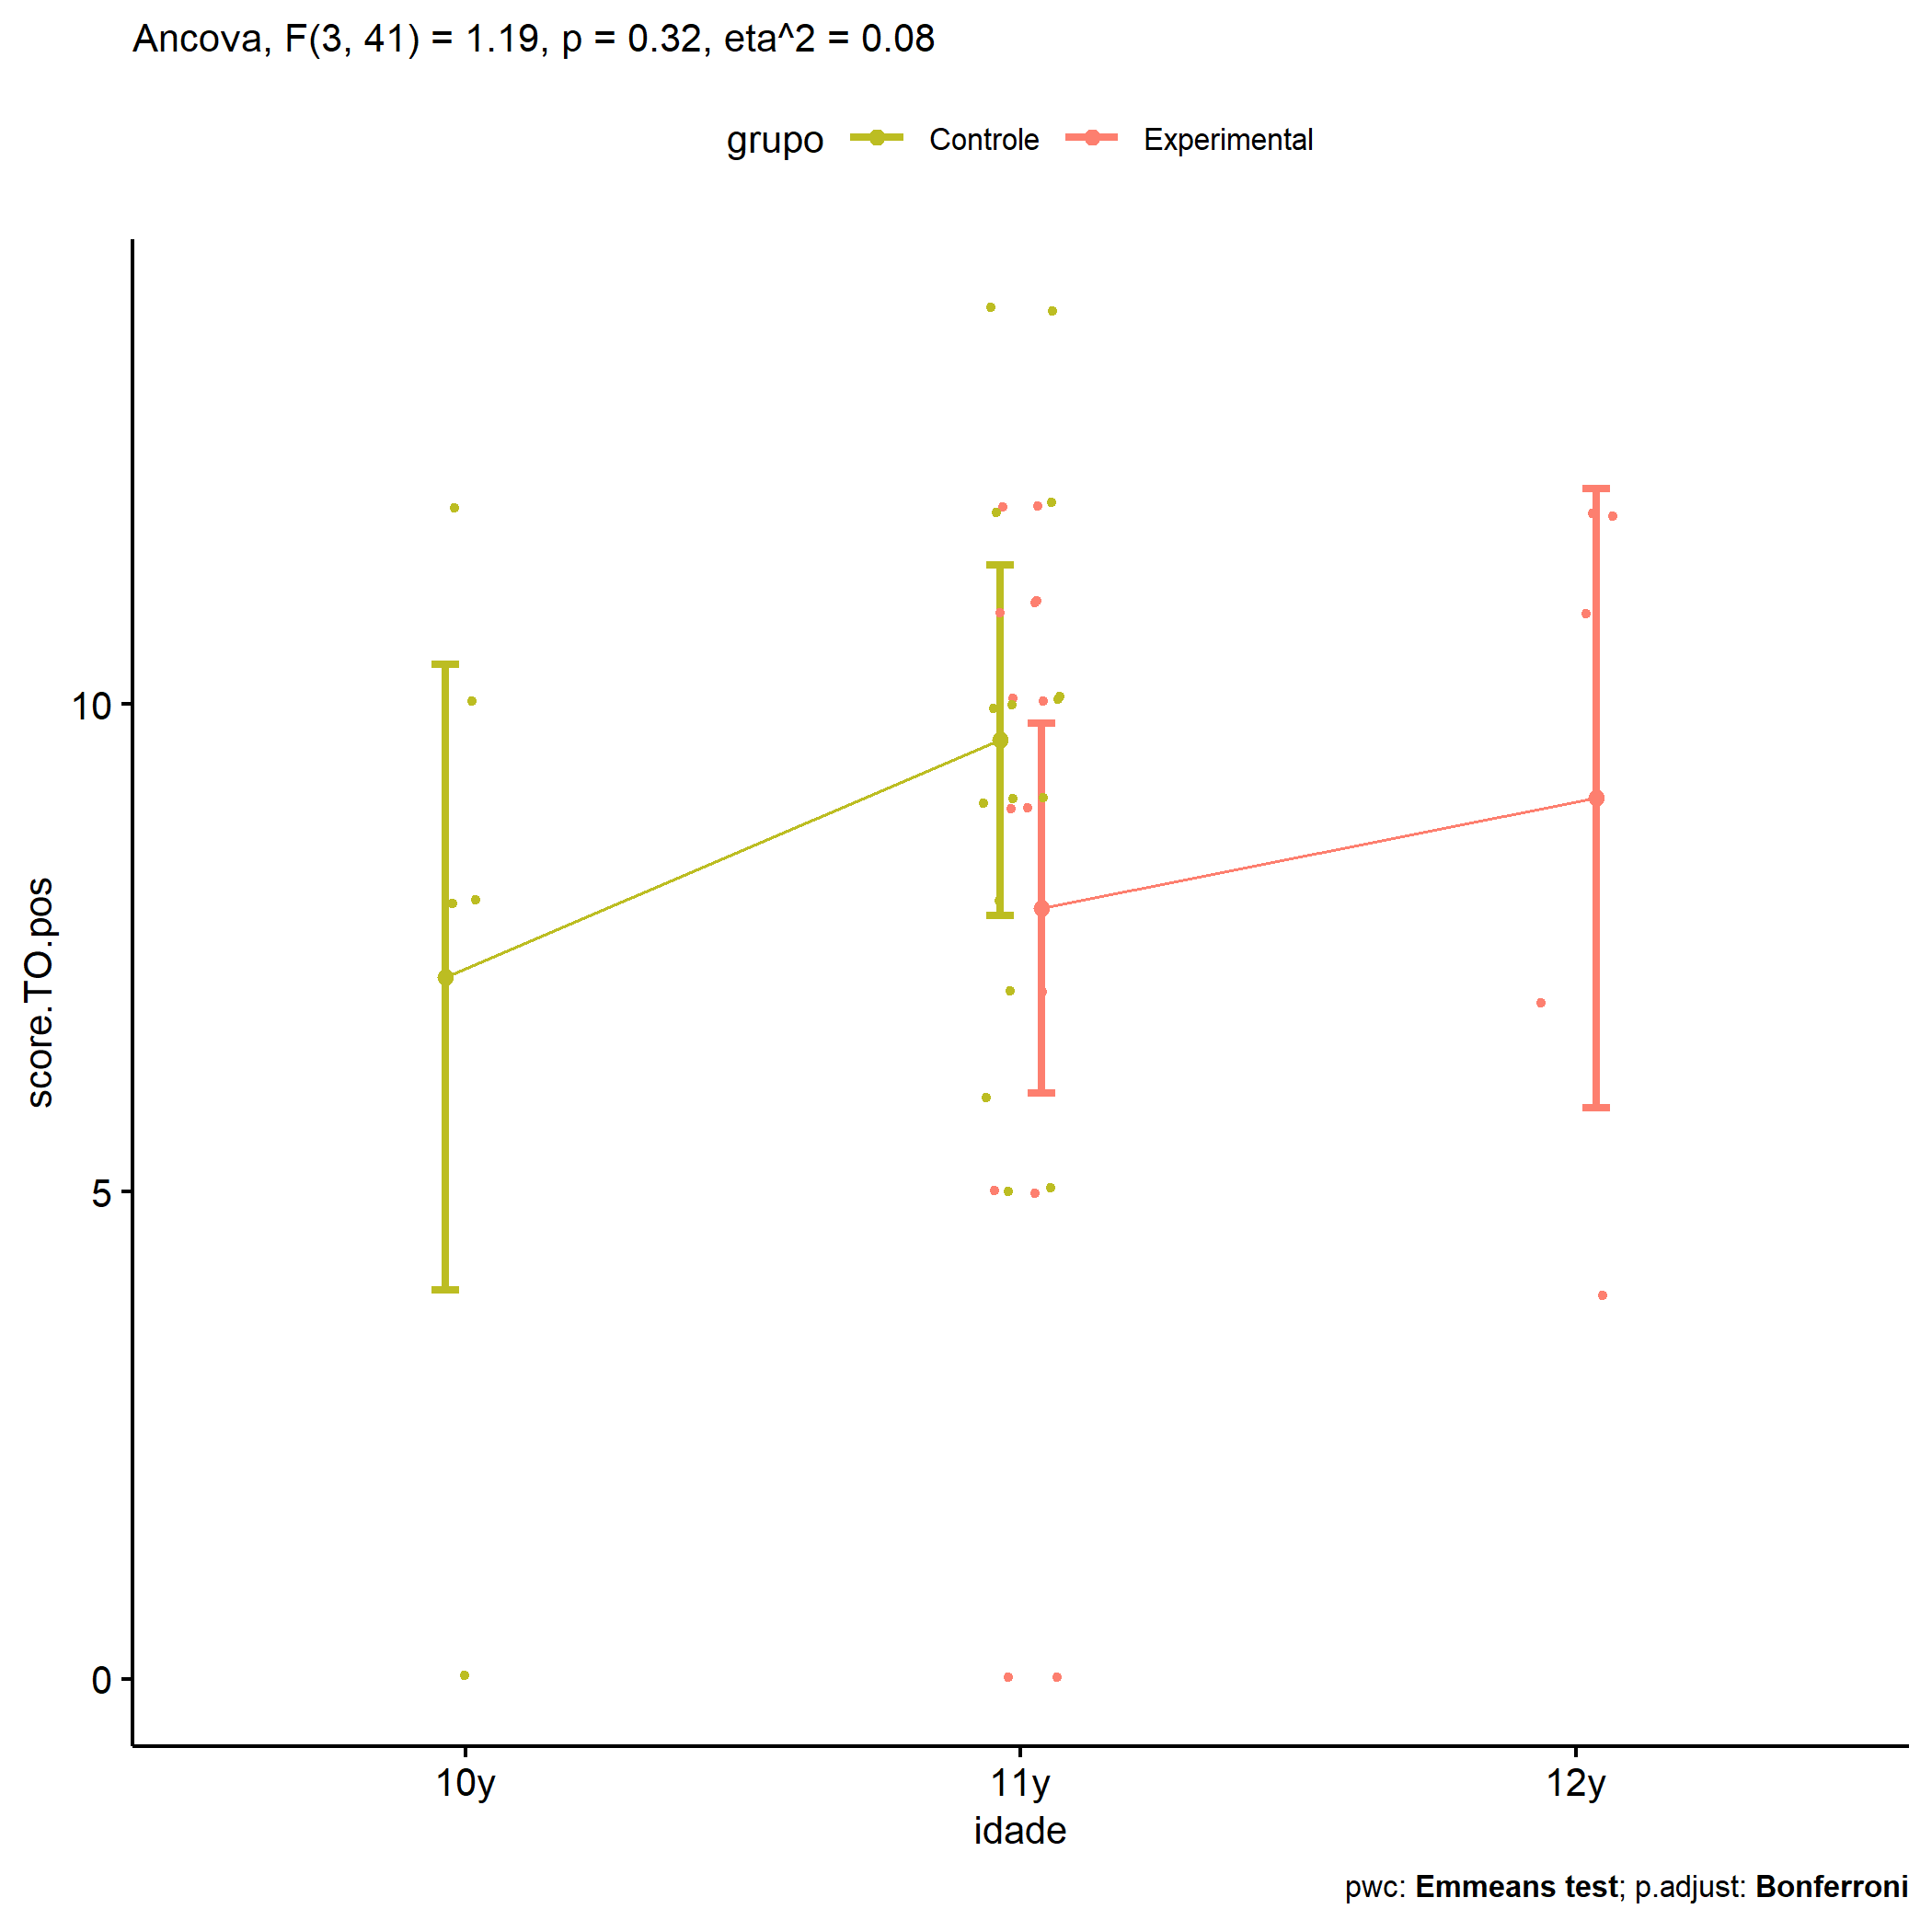 Ancova, F(3, 41) = 1.19, p = 0.32, eta^2 = 0.08
grupo Controle Experimental
score.TO.pos
10
5
0
10y 11y 12y
idade
pwc: Emmeans test; p.adjust: Bonferroni